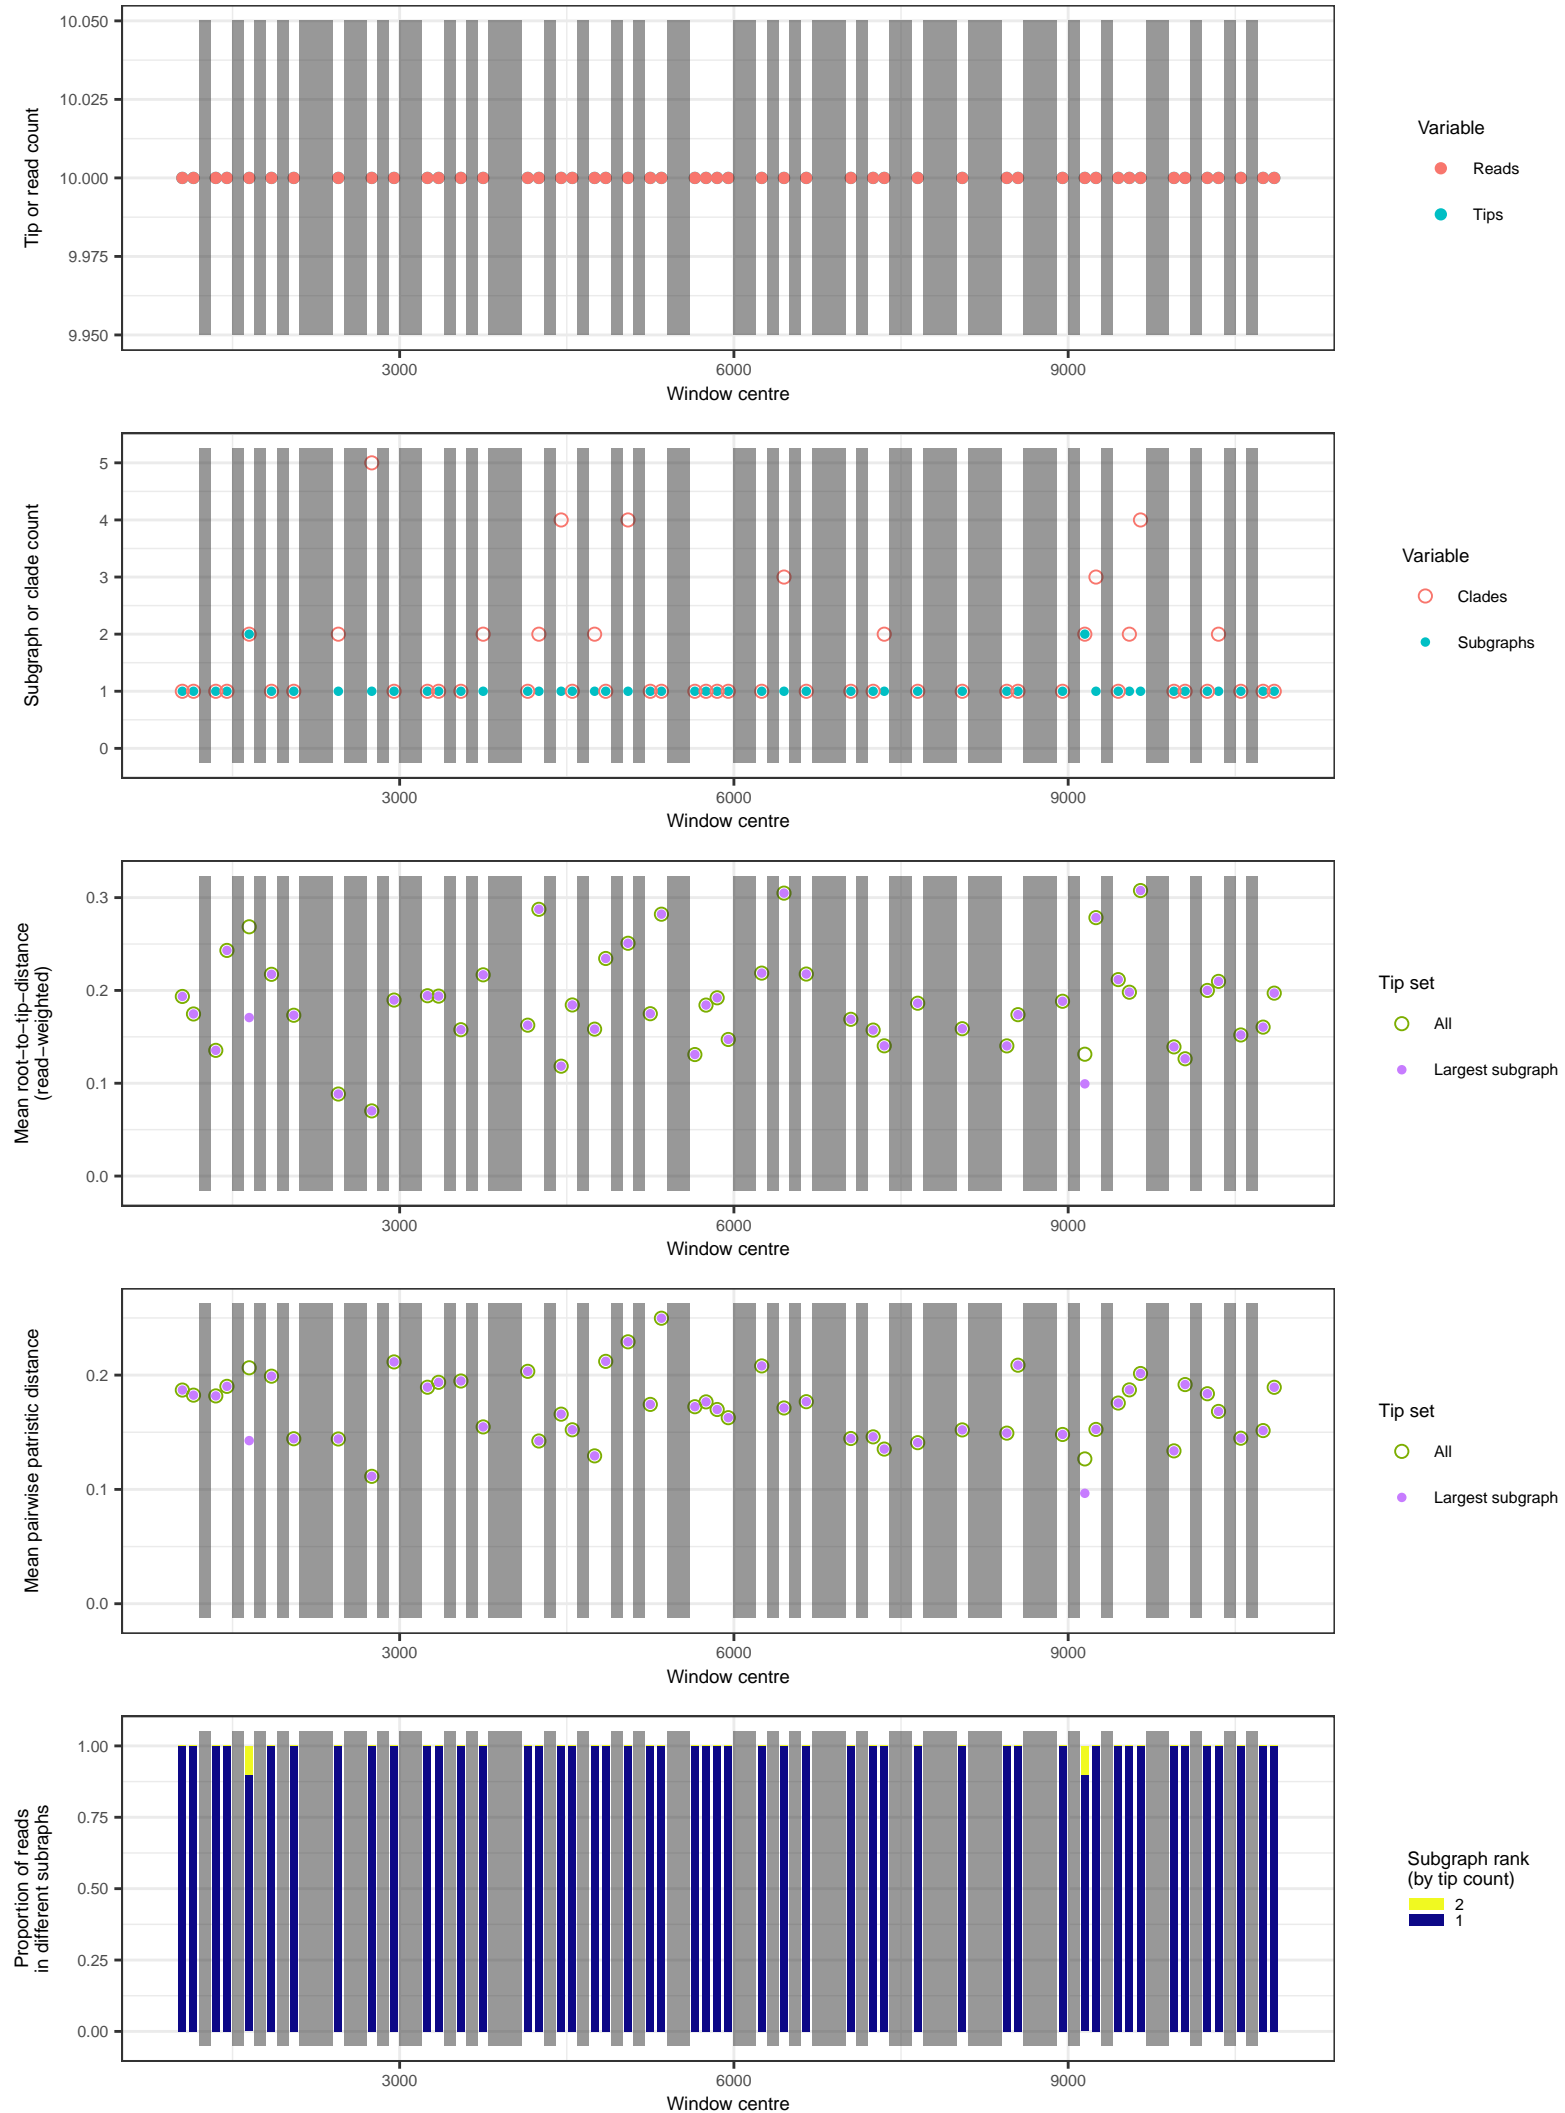 10.050
10.025
10.000
9.975
9.950
Tip or read count
3000
6000
9000
Window centre
Variable
Reads
Tips
5
4
3
2
1
0
Subgraph or clade count
3000
6000
9000
Window centre
Variable
Clades
Subgraphs
0.3
0.2
0.1
0.0
Mean root−to−tip−distance
(read−weighted)
3000
6000
9000
Window centre
Tip set
All
Largest subgraph
0.2
0.1
0.0
Mean pairwise patristic distance
3000
6000
9000
Window centre
Tip set
All
Largest subgraph
1.00
0.75
0.50
0.25
0.00
Proportion of reads
in different subraphs
3000
6000
9000
Window centre
Subgraph rank
(by tip count)
2
1